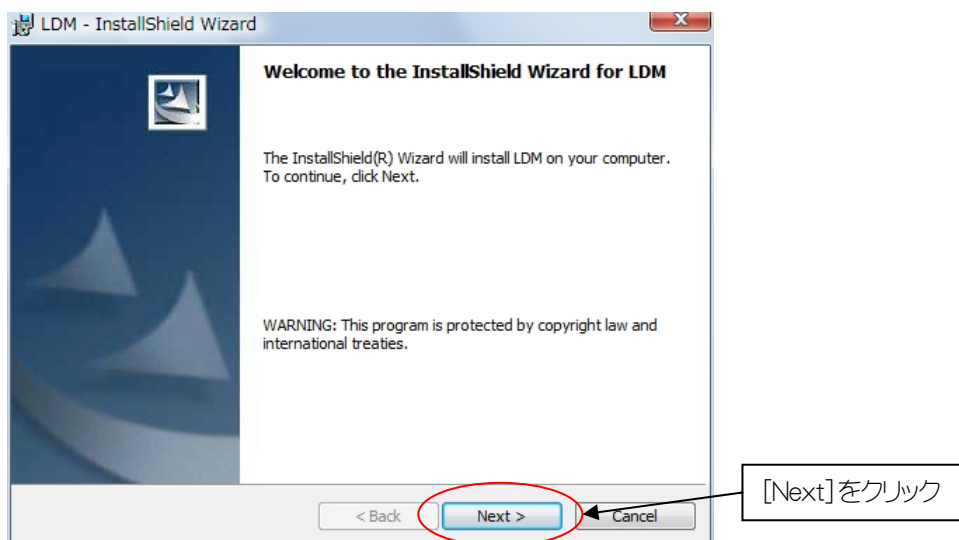 LDM - InstallShield Wizard
X
Welcome to the InstallShield Wizard for LDM
The InstallShield(R) Wizard will install LDM on your computer.
To continue, click Next.
WARNING: This program is protected by copyright law and
international treaties.
[Next]をクリック
< Back
Next >
Cancel